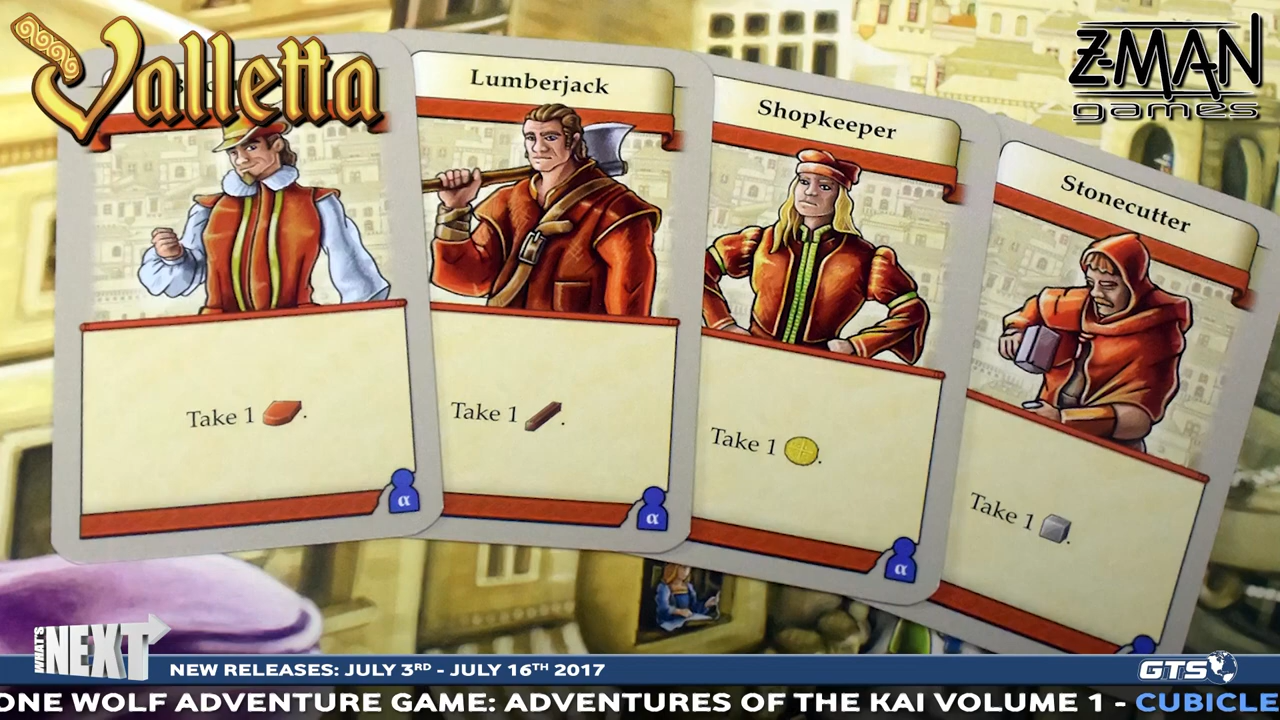 Valletta
Z-MAN
games
Lumberjack
Shopkeeper
Stonecutter
Take 1 .
Take 1 .
Take 1 .
Take 1 .
α
α
α
WHAT'S
NEXT
NEW RELEASES: JULY 3RD - JULY 16TH 2017
GTS
ONE WOLF ADVENTURE GAME: ADVENTURES OF THE KAI VOLUME 1 - CUBICLE